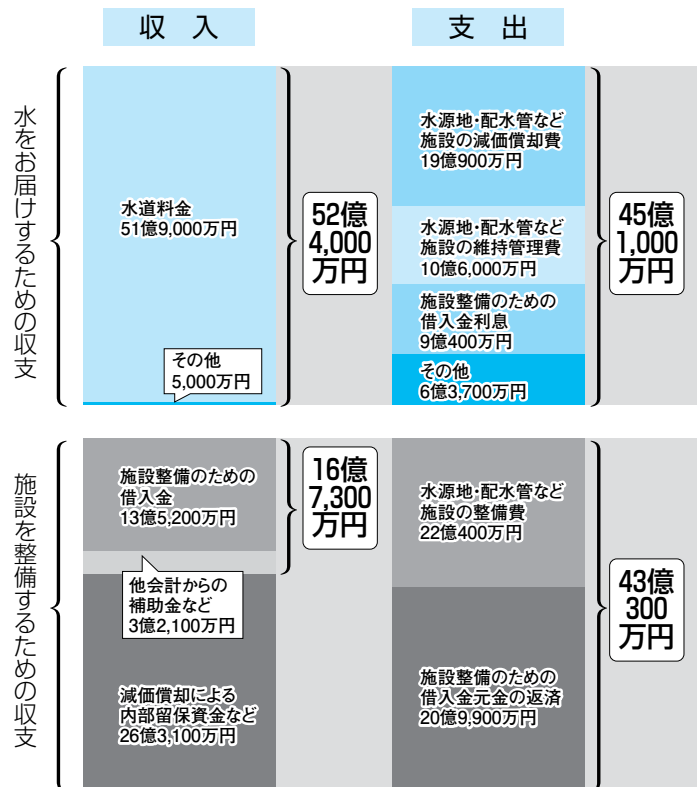 収入
支出
水をお届けするための収支
水道料金
51億9,000万円
その他
5,000万円
52億
4,000
万円
水源地・配水管など
施設の減価償却費
19億900万円
水源地・配水管など
施設の維持管理費
10億6,000万円
施設整備のための
借入金利息
9億400万円
その他
6億3,700万円
45億
1,000
万円
施設を整備するための収支
施設整備のための
借入金
13億5,200万円
他会計からの
補助金など
3億2,100万円
減価償却による
内部留保資金など
26億3,100万円
16億
7,300
万円
水源地・配水管など
施設の整備費
22億400万円
施設整備のための
借入金元金の返済
20億9,900万円
43億
300
万円